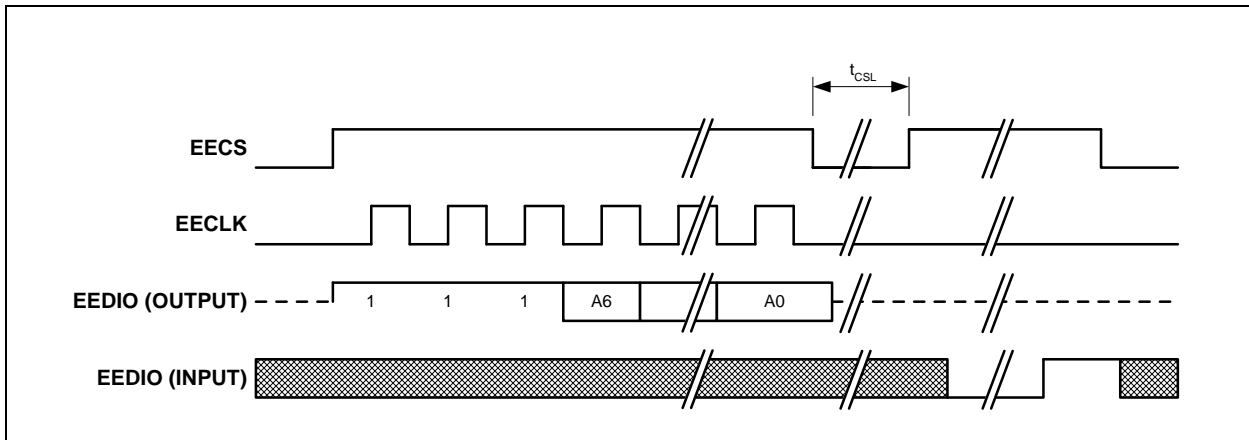 tCSL
EECS
EECLK
EEDIO (OUTPUT)
1 1 1 A6 A0
EEDIO (INPUT)